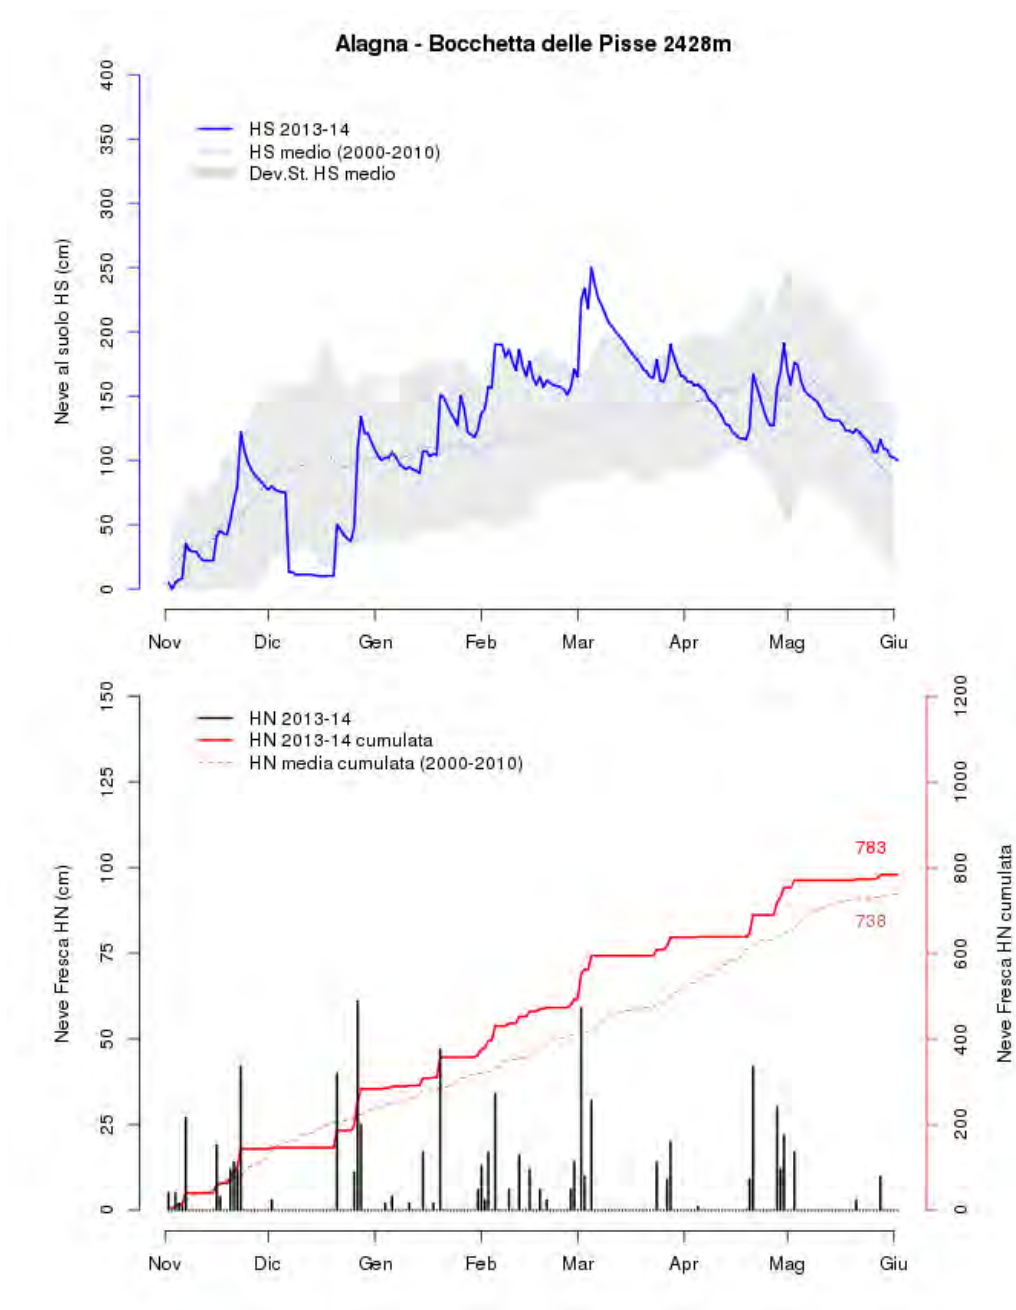 Alagna - Bocchetta delle Pisse 2428m
Neve al suolo HS (cm)
400
350
300
250
200
150
100
50
0
HS 2013-14
HS medio (2000-2010)
Dev.St. HS medio
Nov Dic Gen Feb Mar Apr Mag Giu
Neve Fresca HN (cm)
150
125
100
75
50
25
0
HN 2013-14
HN 2013-14 cumulata
HN media cumulata (2000-2010)
783
738
1200
1000
800
600
400
200
0
Neve Fresca HN cumulata
Nov Dic Gen Feb Mar Apr Mag Giu